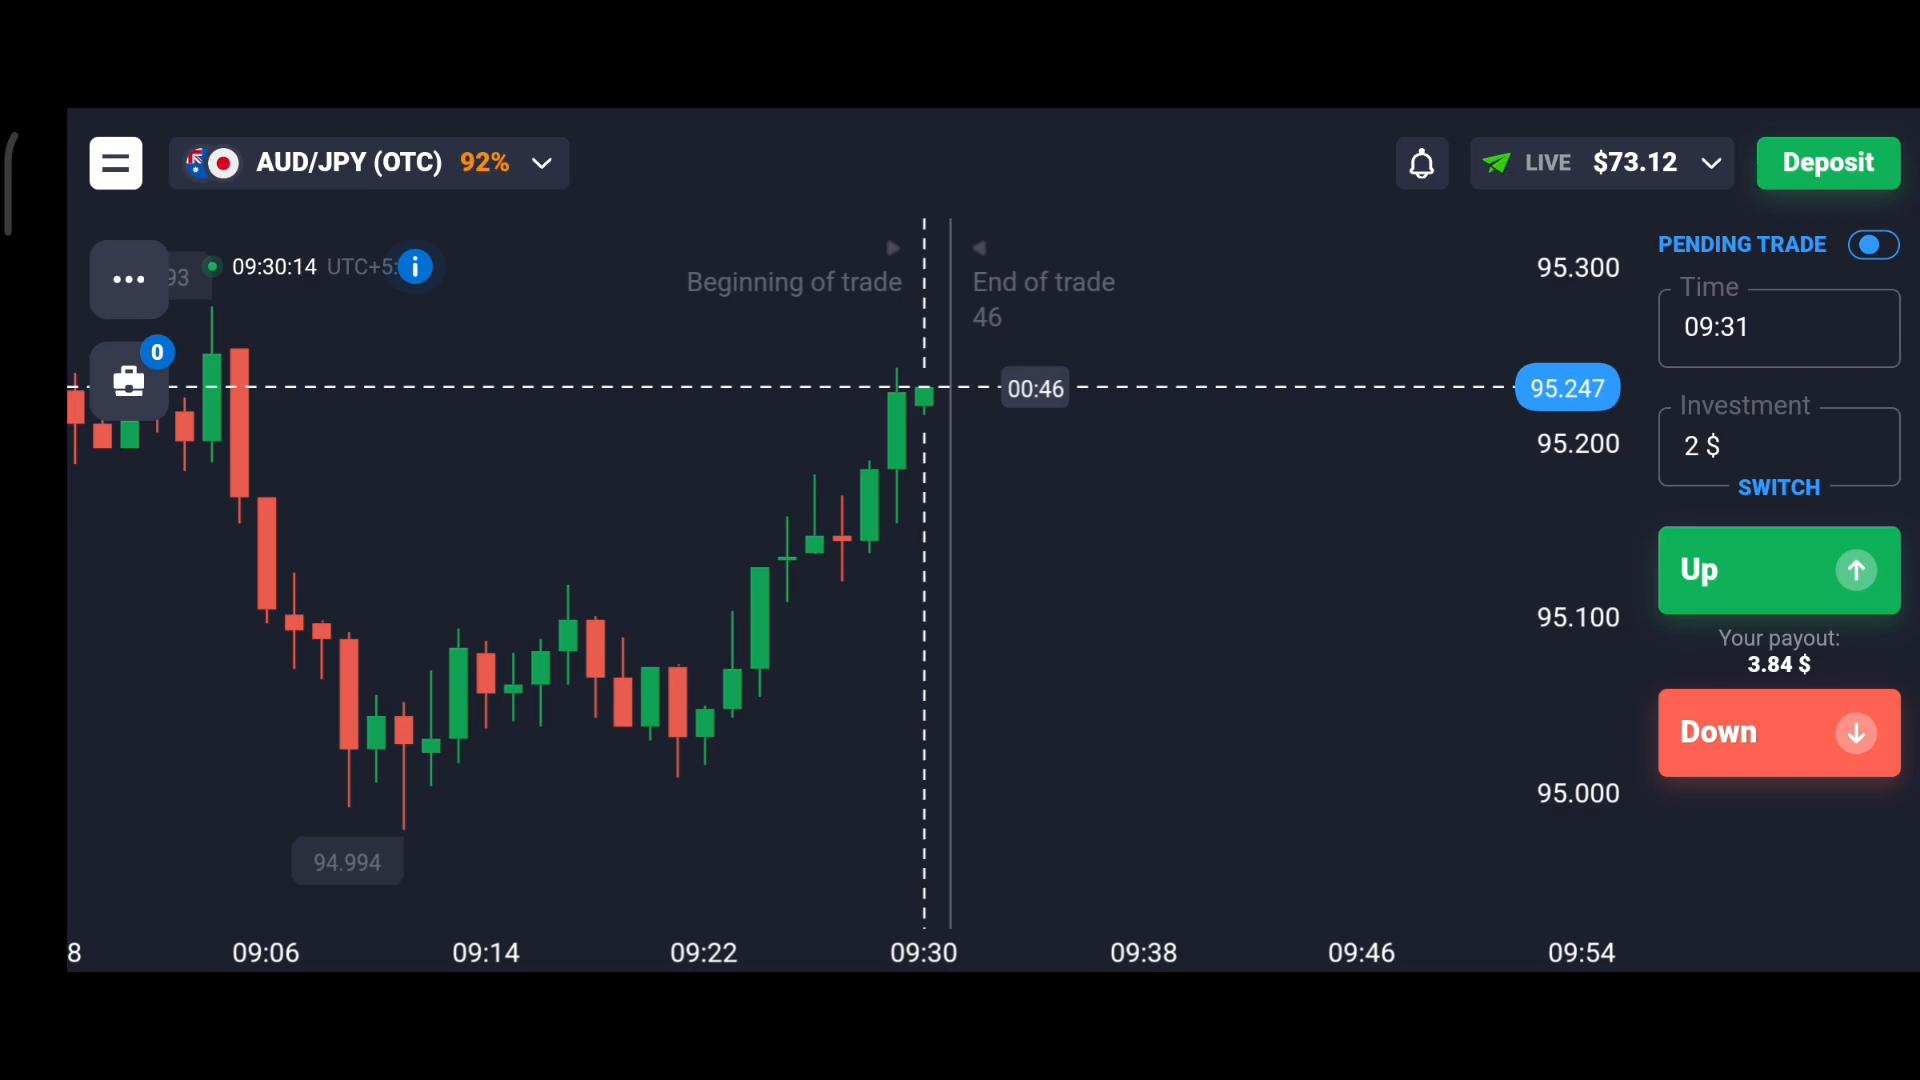 AUD/JPY (OTC) 92%
LIVE $73.12
Deposit
93
09:30:14 UTC+5:
0
Beginning of trade
End of trade
46
00:46
95.300
95.247
95.200
95.100
95.000
94.994
8 09:06 09:14 09:22 09:30 09:38 09:46 09:54
PENDING TRADE
Time
09:31
Investment
2 $
SWITCH
Up
Your payout:
3.84 $
Down